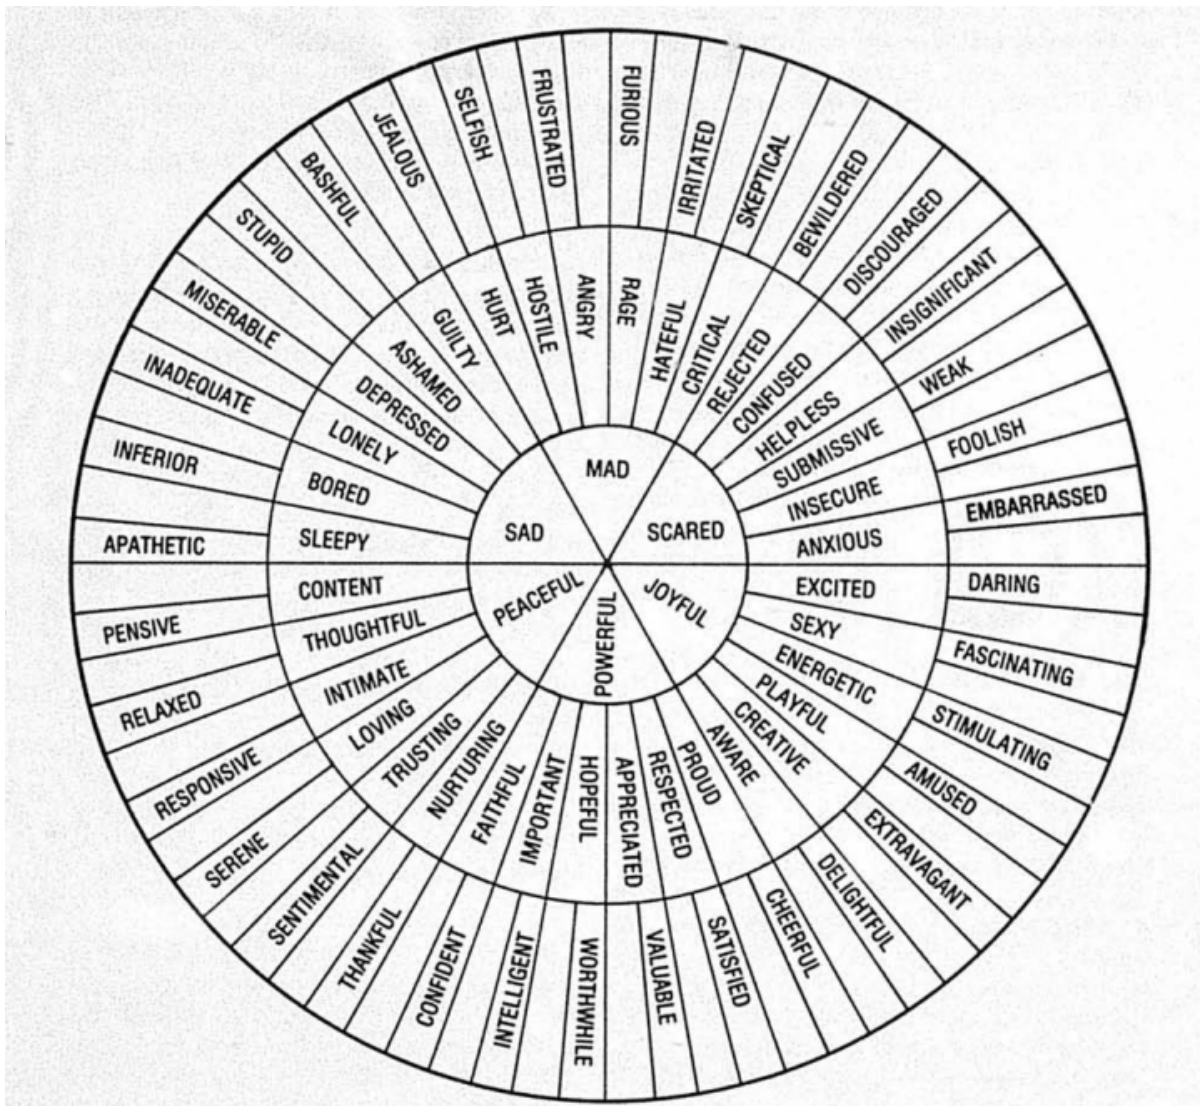 MAD
SCARED
JOYFUL
POWERFUL
PEACEFUL
SAD
RAGE
HATEFUL
CRITICAL
REJECTED
CONFUSED
HELPLESS
SUBMISSIVE
INSECURE
ANXIOUS
EXCITED
SEXY
ENERGETIC
PLAYFUL
CREATIVE
AWARE
PROUD
RESPECTED
APPRECIATED
HOPEFUL
IMPORTANT
FAITHFUL
NURTURING
TRUSTING
LOVING
INTIMATE
THOUGHTFUL
CONTENT
SLEEPY
BORED
LONELY
DEPRESSED
ASHAMED
GUILTY
HURT
HOSTILE
ANGRY
FURIOUS
IRRITATED
SKEPTICAL
BEWILDERED
DISCOURAGED
INSIGNIFICANT
WEAK
FOOLISH
EMBARRASSED
DARING
FASCINATING
STIMULATING
AMUSED
EXTRAVAGANT
DELIGHTFUL
CHEERFUL
SATISFIED
VALUABLE
WORTHWHILE
INTELLIGENT
CONFIDENT
THANKFUL
SENTIMENTAL
SERENE
RESPONSIVE
RELAXED
PENSIVE
APATHETIC
INFERIOR
INADEQUATE
MISERABLE
STUPID
BASHFUL
JEALOUS
SELFISH
FRUSTRATED